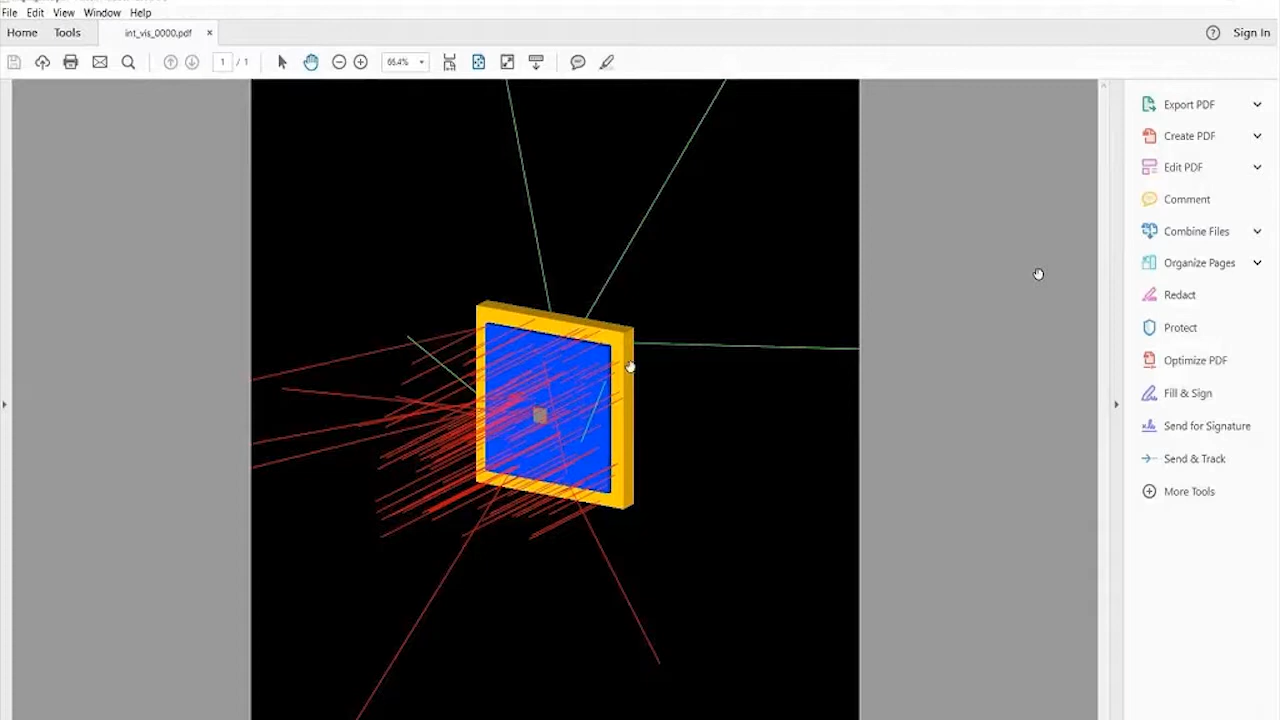 File Edit View Window Help
Home Tools int_vis_0000.pdf × Sign In
1 / 1 66.4%
Export PDF
Create PDF
Edit PDF
Comment
Combine Files
Organize Pages
Redact
Protect
Optimize PDF
Fill & Sign
Send for Signature
Send & Track
More Tools